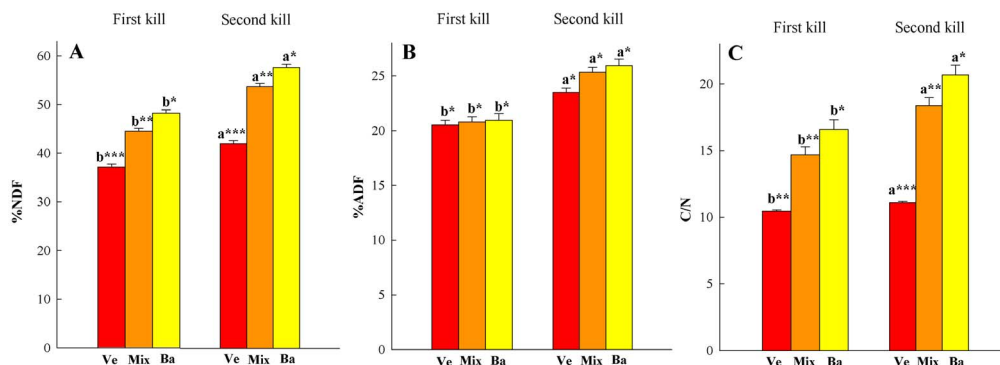 First kill Second kill
A
a*
a**
b*
b**
a***
b***
60
50
40
30
20
10
0
%NDF
Ve Mix Ba Ve Mix Ba
First kill Second kill
B
a*
a*
a*
b* b* b*
25
20
15
10
5
0
%ADF
Ve Mix Ba Ve Mix Ba
First kill Second kill
C
a*
a**
b*
b**
a***
b**
20
15
10
5
0
C/N
Ve Mix Ba Ve Mix Ba